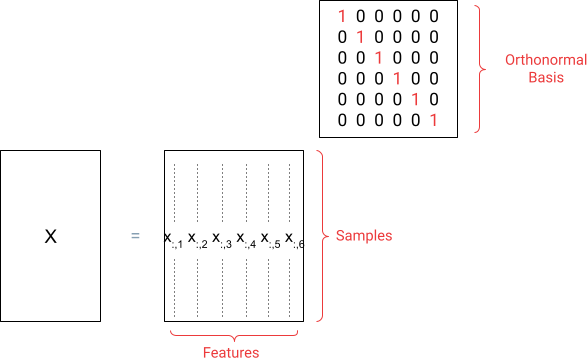 1 0 0 0 0 0
0 1 0 0 0 0
0 0 1 0 0 0
0 0 0 1 0 0
0 0 0 0 1 0
0 0 0 0 0 1
Orthonormal
Basis
X = x:,1 x:,2 x:,3 x:,4 x:,5 x:,6
Samples
Features